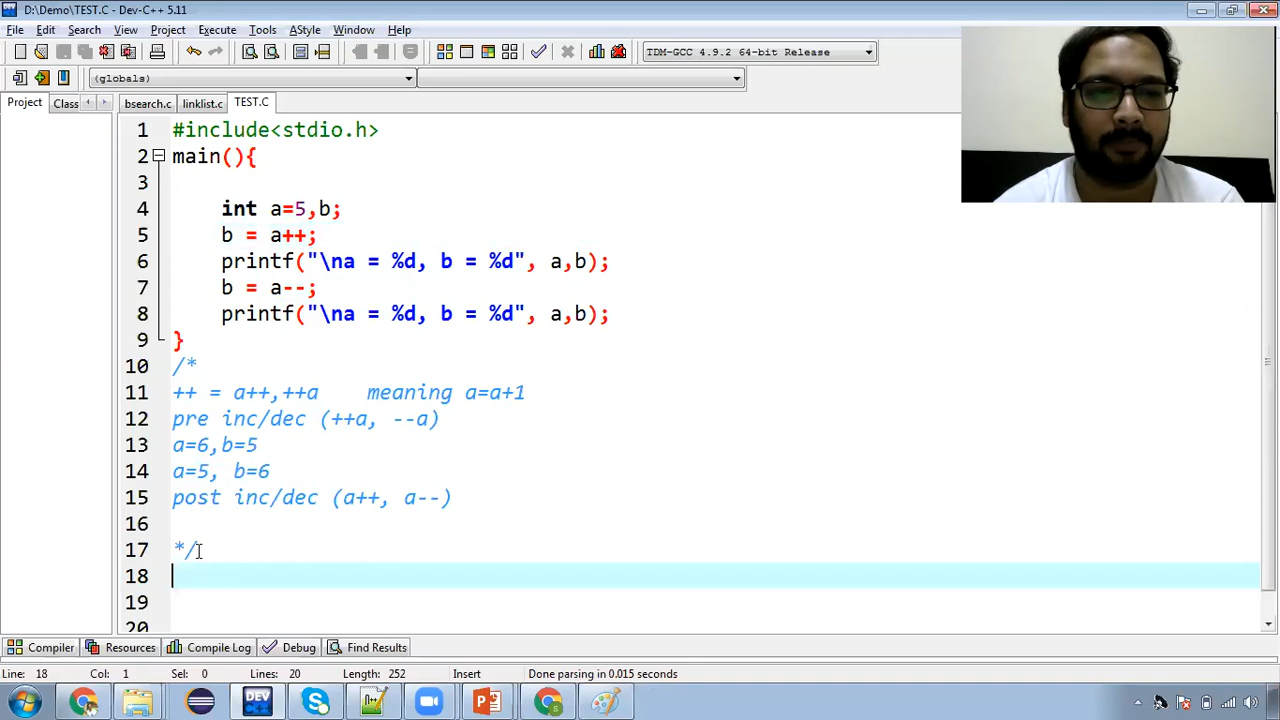 D:\Demo\TEST.C - Dev-C++ 5.11
File Edit Search View Project Execute Tools AStyle Window Help
TDM-GCC 4.9.2 64-bit Release
(globals)
Project Class bsearch.c linklist.c TEST.C
1 #include<stdio.h>
2 main(){
3
4 int a=5,b;
5 b = a++;
6 printf("\na = %d, b = %d", a,b);
7 b = a--;
8 printf("\na = %d, b = %d", a,b);
9 }
10 /*
11 ++ = a++,++a meaning a=a+1
12 pre inc/dec (++a, --a)
13 a=6,b=5
14 a=5, b=6
15 post inc/dec (a++, a--)
16
17 */
18
19
20
Compiler Resources Compile Log Debug Find Results
Line: 18 Col: 1 Sel: 0 Lines: 20 Length: 252 Insert Done parsing in 0.015 seconds
DEV